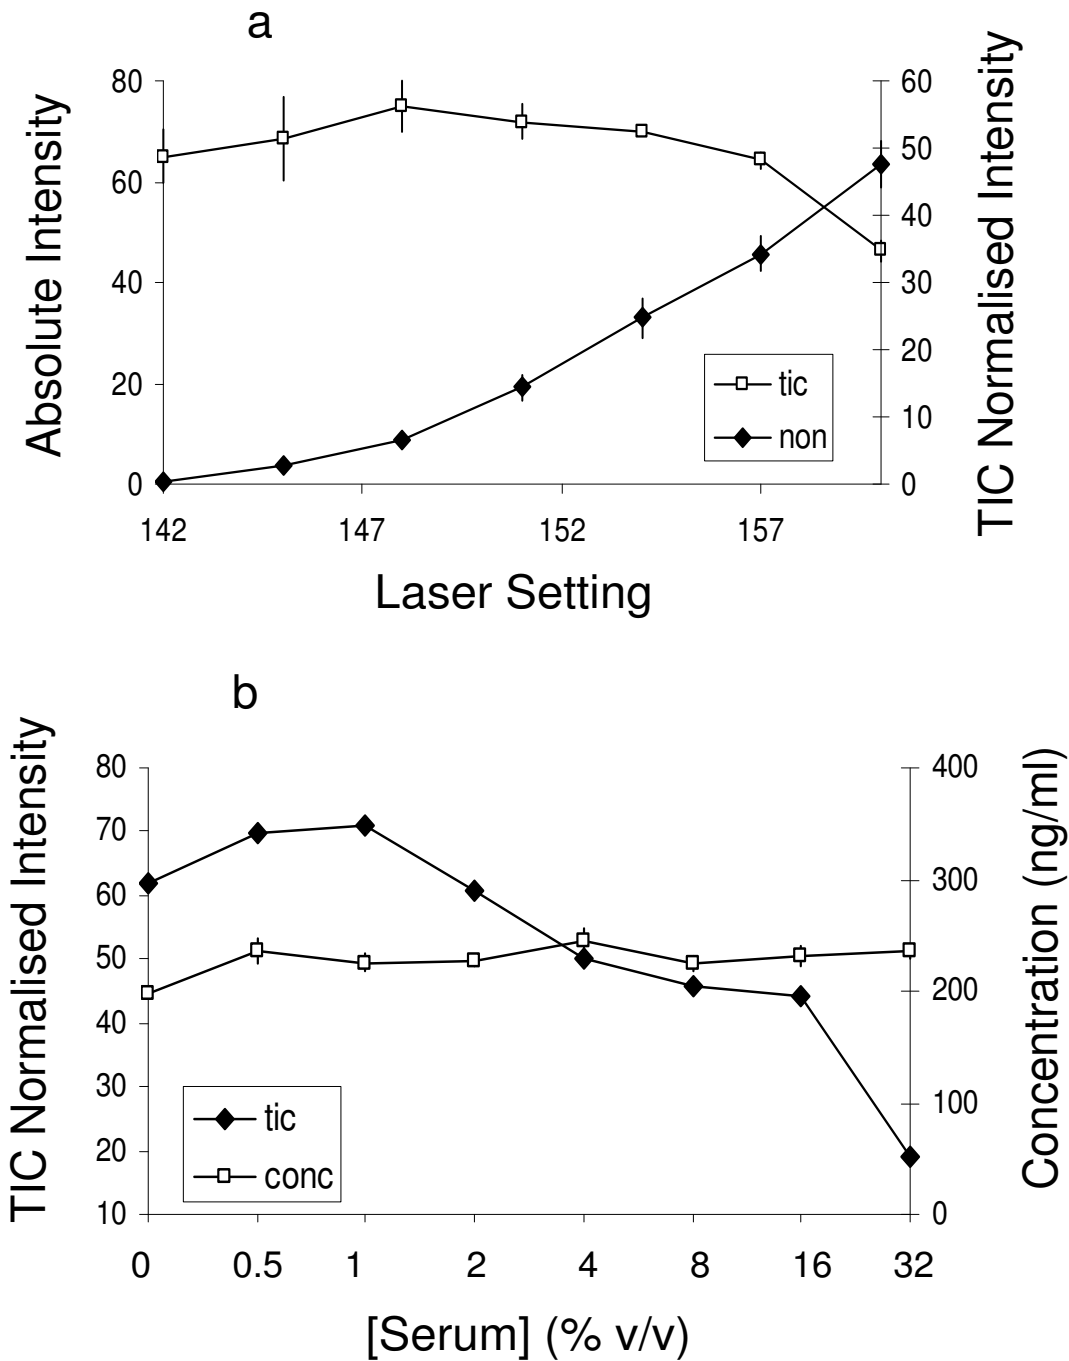 a
Absolute Intensity
80
60
40
20
0
TIC Normalised Intensity
60
50
40
30
20
10
0
tic
non
142 147 152 157
Laser Setting
b
TIC Normalised Intensity
80
70
60
50
40
30
20
10
Concentration (ng/ml)
400
300
200
100
0
tic
conc
0 0.5 1 2 4 8 16 32
[Serum] (% v/v)